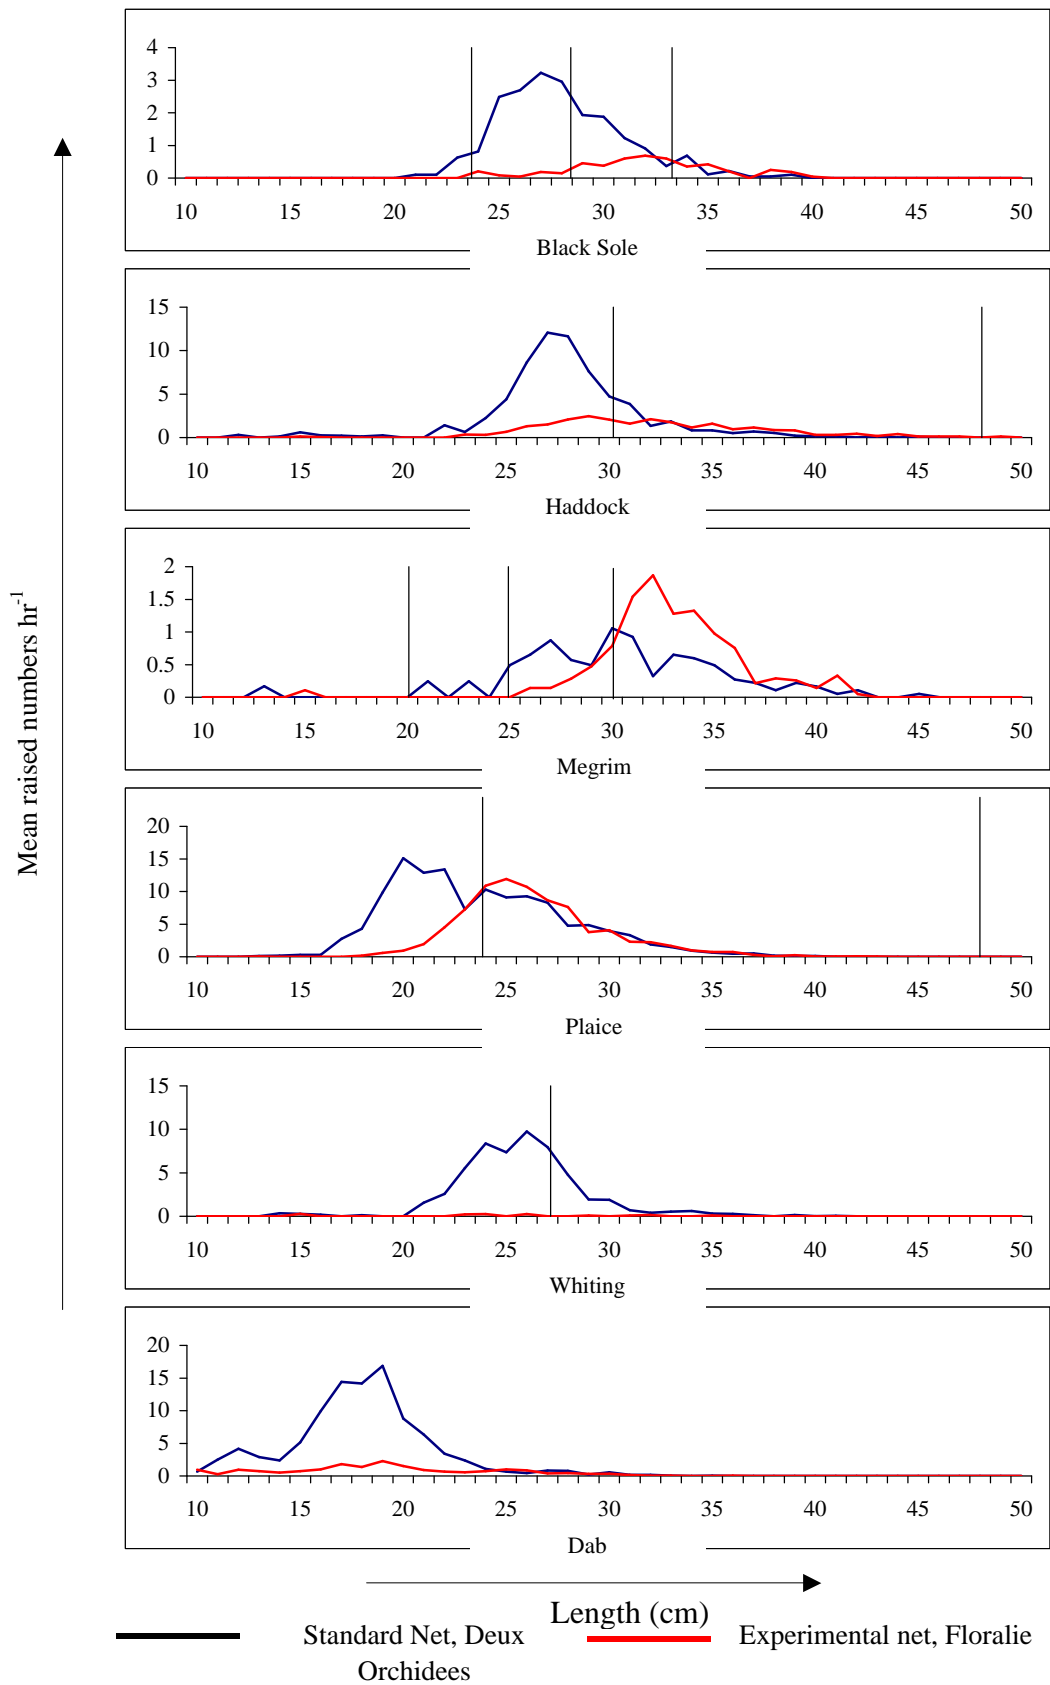 Mean raised numbers hr-1
4
3
2
1
0
10 15 20 25 30 35 40 45 50
Black Sole
15
10
5
0
10 15 20 25 30 35 40 45 50
Haddock
2
1.5
1
0.5
0
10 15 20 25 30 35 40 45 50
Megrim
20
15
10
5
0
10 15 20 25 30 35 40 45 50
Plaice
15
10
5
0
10 15 20 25 30 35 40 45 50
Whiting
20
15
10
5
0
10 15 20 25 30 35 40 45 50
Dab
Length (cm)
Standard Net, Deux
Orchidees
Experimental net, Floralie